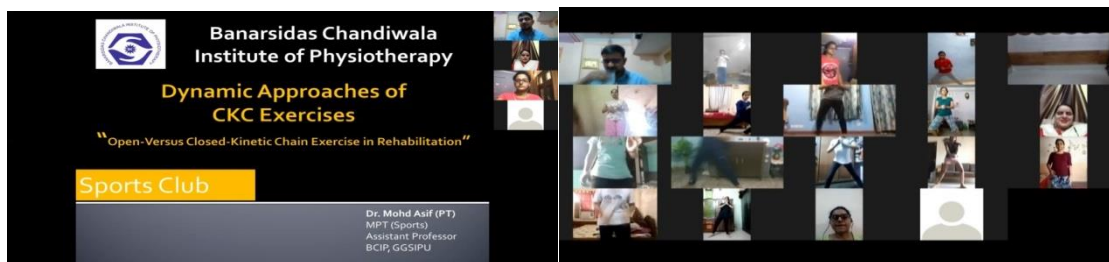 Banarsidas Chandiwala
Institute of Physiotherapy
Dynamic Approaches of
CKC Exercises
"Open-Versus Closed-Kinetic Chain Exercise in Rehabilitation"
Sports Club
Dr. Mohd Asif (PT)
MPT (Sports)
Assistant Professor
BCIP, GGSIPU